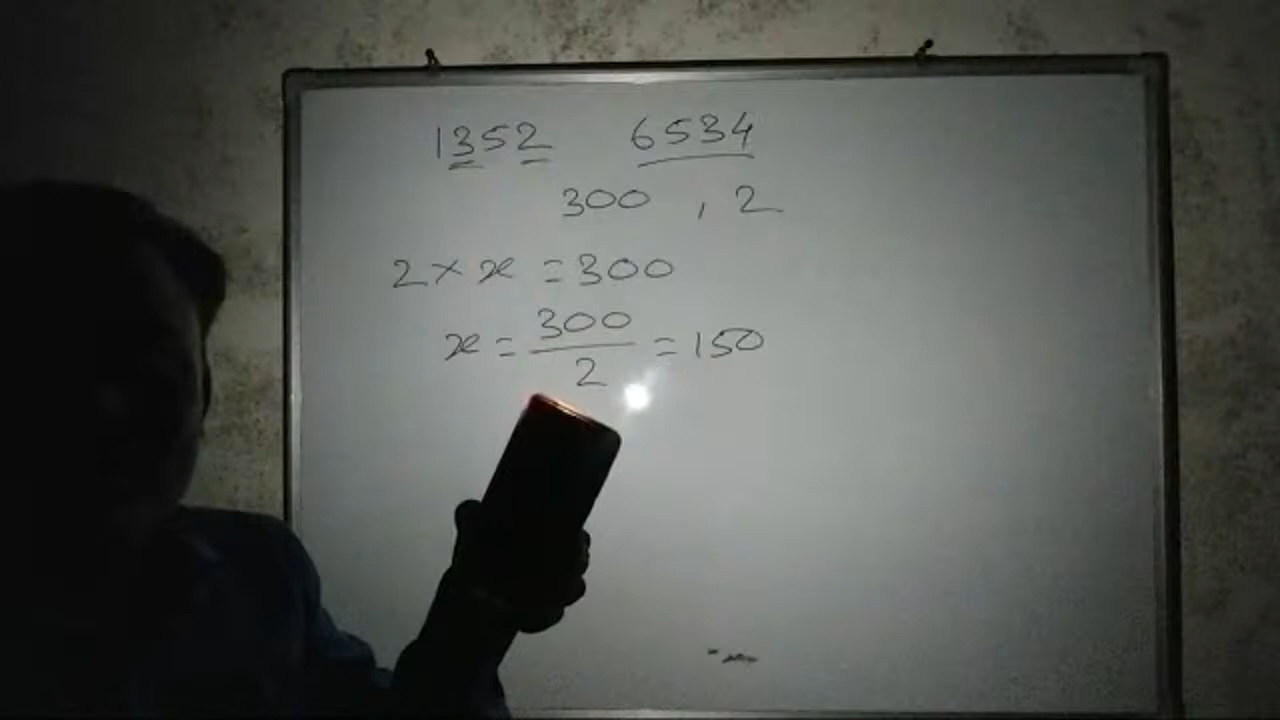 1352 6534
300 , 2
2 × x = 300
x = 300/2 = 150